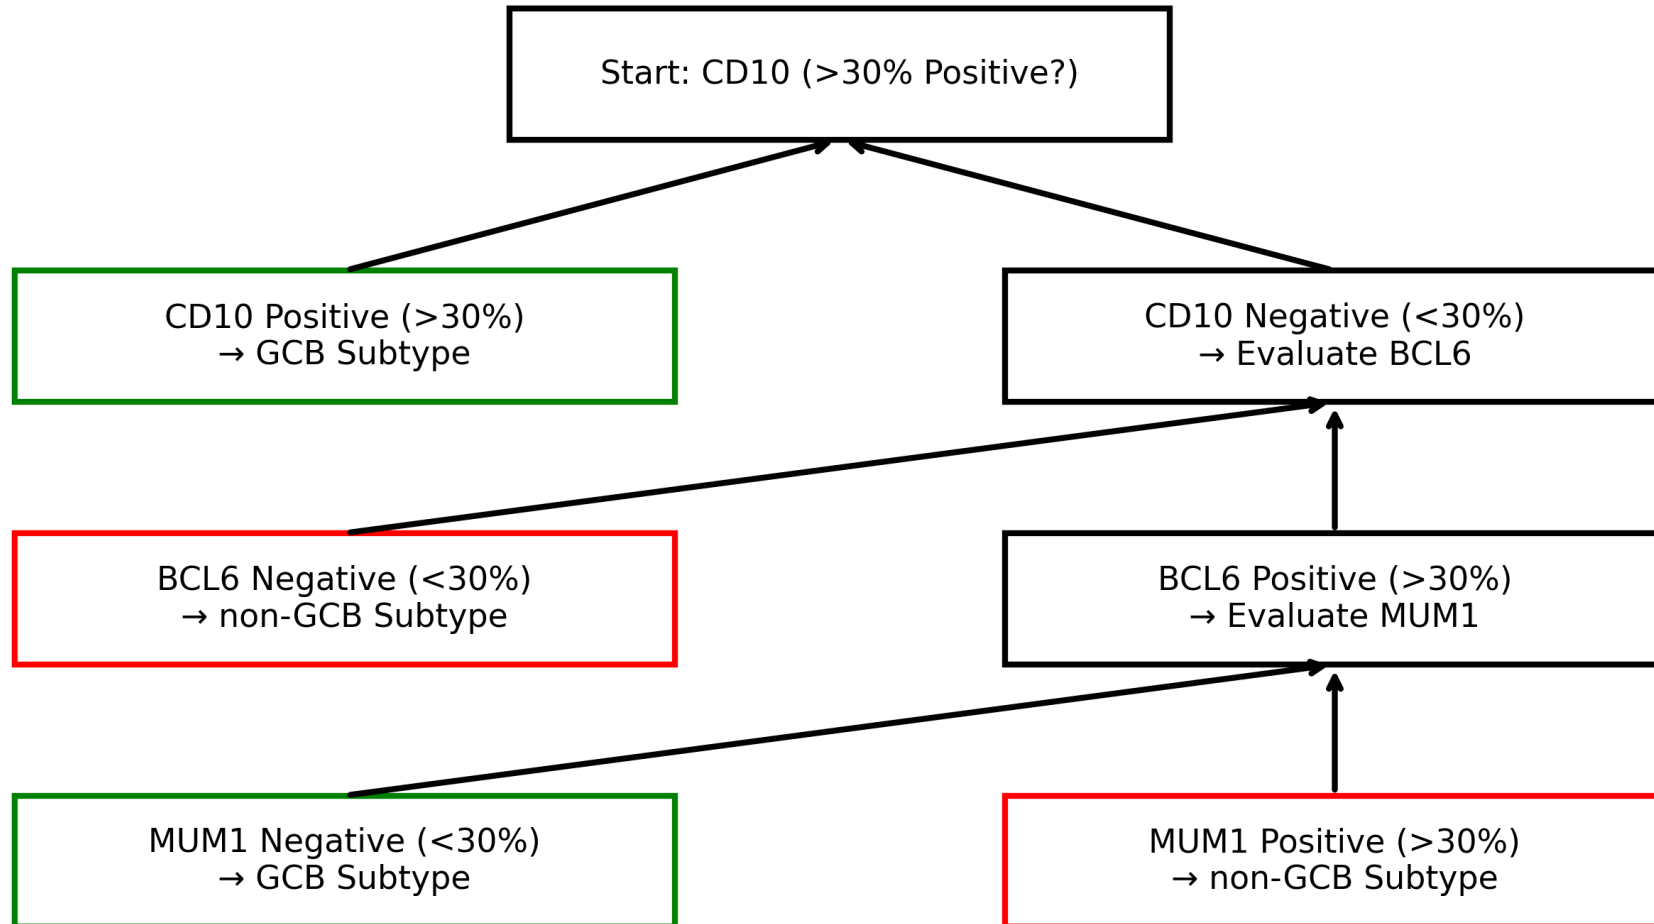 Start: CD10 (>30% Positive?)
CD10 Positive (>30%)
→ GCB Subtype
CD10 Negative (<30%)
→ Evaluate BCL6
BCL6 Negative (<30%)
→ non-GCB Subtype
BCL6 Positive (>30%)
→ Evaluate MUM1
MUM1 Negative (<30%)
→ GCB Subtype
MUM1 Positive (>30%)
→ non-GCB Subtype